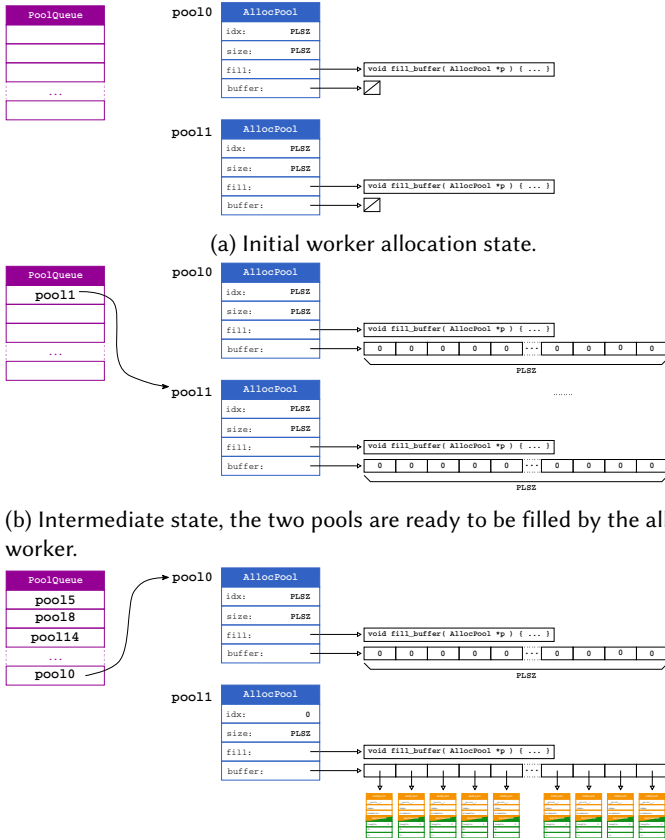 PoolQueue
...
pool0
AllocPool
idx: PLSZ
size: PLSZ
fill:
void fill_buffer( AllocPool *p ) { ... }
buffer:
pool1
AllocPool
idx: PLSZ
size: PLSZ
fill:
void fill_buffer( AllocPool *p ) { ... }
buffer:
(a) Initial worker allocation state.
PoolQueue
pool1
...
pool0
AllocPool
idx: PLSZ
size: PLSZ
fill:
void fill_buffer( AllocPool *p ) { ... }
buffer:
0 0 0 0 0 ... 0 0 0 0
PLSZ
........
pool1
AllocPool
idx: PLSZ
size: PLSZ
fill:
void fill_buffer( AllocPool *p ) { ... }
buffer:
0 0 0 0 0 ... 0 0 0 0
PLSZ
(b) Intermediate state, the two pools are ready to be filled by the all
worker.
PoolQueue
pool5
pool8
pool14
...
pool0
pool0
AllocPool
idx: PLSZ
size: PLSZ
fill:
void fill_buffer( AllocPool *p ) { ... }
buffer:
0 0 0 0 0 ... 0 0 0 0
PLSZ
pool1
AllocPool
idx: 0
size: PLSZ
fill:
void fill_buffer( AllocPool *p ) { ... }
buffer:
...